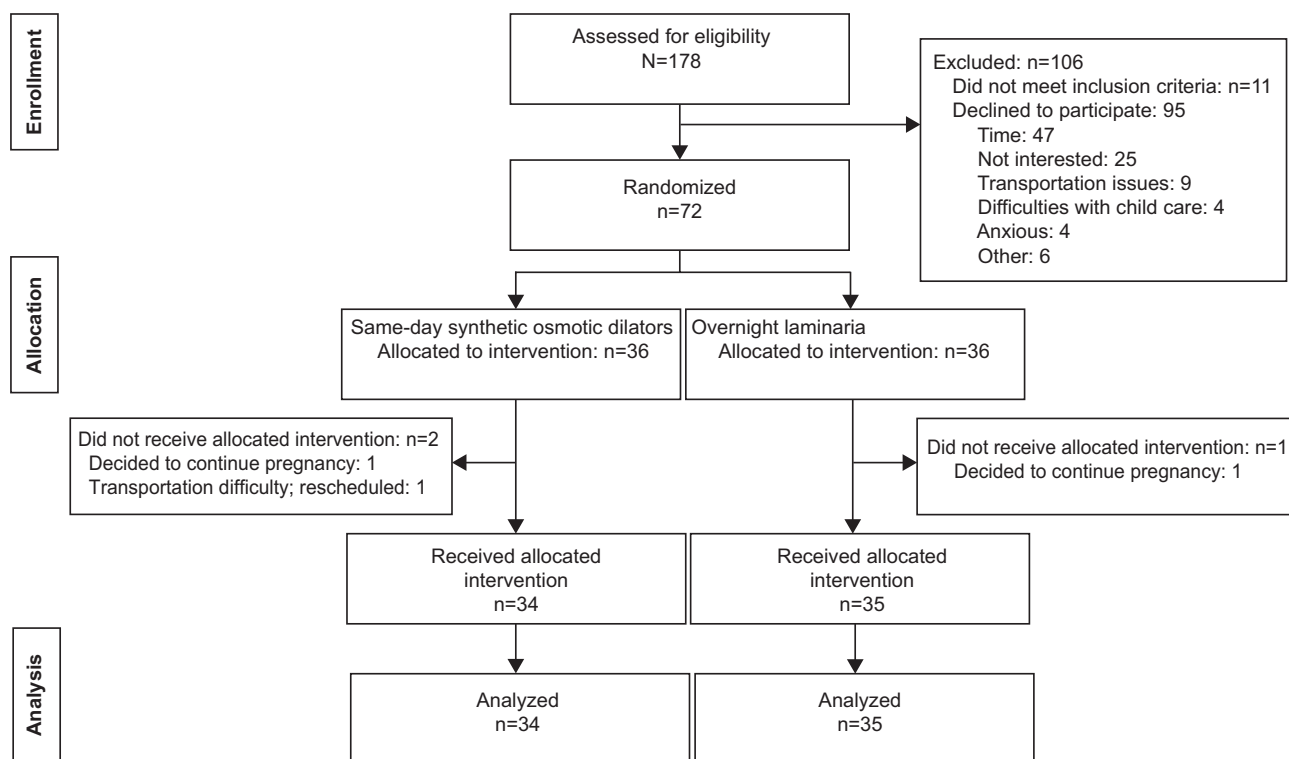 Enrollment
Assessed for eligibility
N=178
Excluded: n=106
Did not meet inclusion criteria: n=11
Declined to participate: 95
Time: 47
Not interested: 25
Transportation issues: 9
Difficulties with child care: 4
Anxious: 4
Other: 6
Randomized
n=72
Allocation
Same-day synthetic osmotic dilators
Allocated to intervention: n=36
Overnight laminaria
Allocated to intervention: n=36
Did not receive allocated intervention: n=2
Decided to continue pregnancy: 1
Transportation difficulty; rescheduled: 1
Did not receive allocated intervention: n=1
Decided to continue pregnancy: 1
Received allocated
intervention
n=34
Received allocated
intervention
n=35
Analysis
Analyzed
n=34
Analyzed
n=35